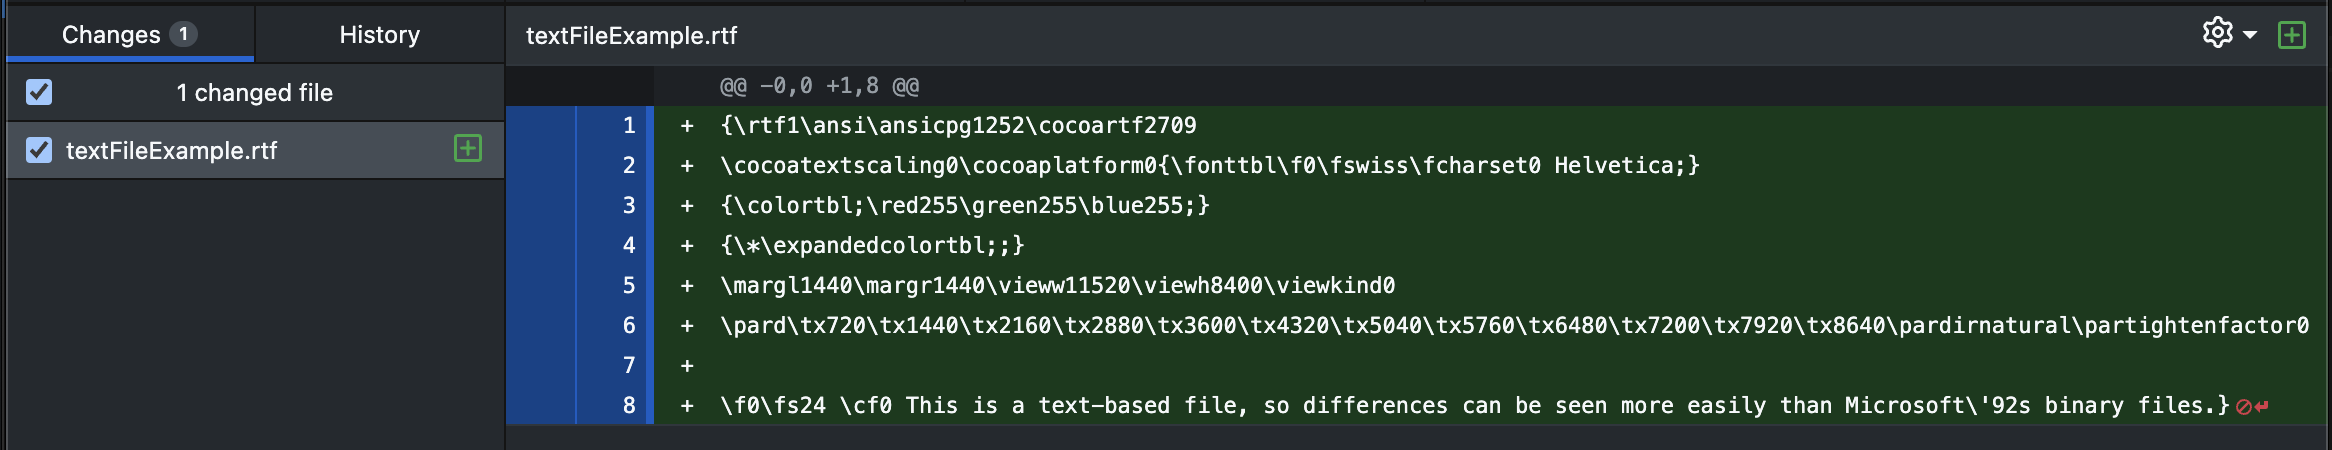 Changes 1
History
textFileExample.rtf
1 changed file
textFileExample.rtf
@@ -0,0 +1,8 @@
1 + {\rtf1\ansi\ansicpg1252\cocoartf2709
2 + \cocoatextscaling0\cocoaplatform0{\fonttbl\f0\fswiss\fcharset0 Helvetica;}
3 + {\colortbl;\red255\green255\blue255;}
4 + {\*\expandedcolortbl;;}
5 + \margl1440\margr1440\vieww11520\viewh8400\viewkind0
6 + \pard\tx720\tx1440\tx2160\tx2880\tx3600\tx4320\tx5040\tx5760\tx6480\tx7200\tx7920\tx8640\pardirnatural\partightenfactor0
7 +
8 + \f0\fs24 \cf0 This is a text-based file, so differences can be seen more easily than Microsoft\'92s binary files.}